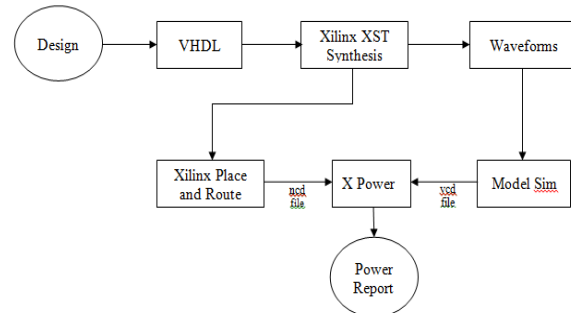 Design
VHDL
Xilinx XST
Synthesis
Waveforms
Xilinx Place
and Route
ncd
file
X Power
vcd
file
Model Sim
Power
Report